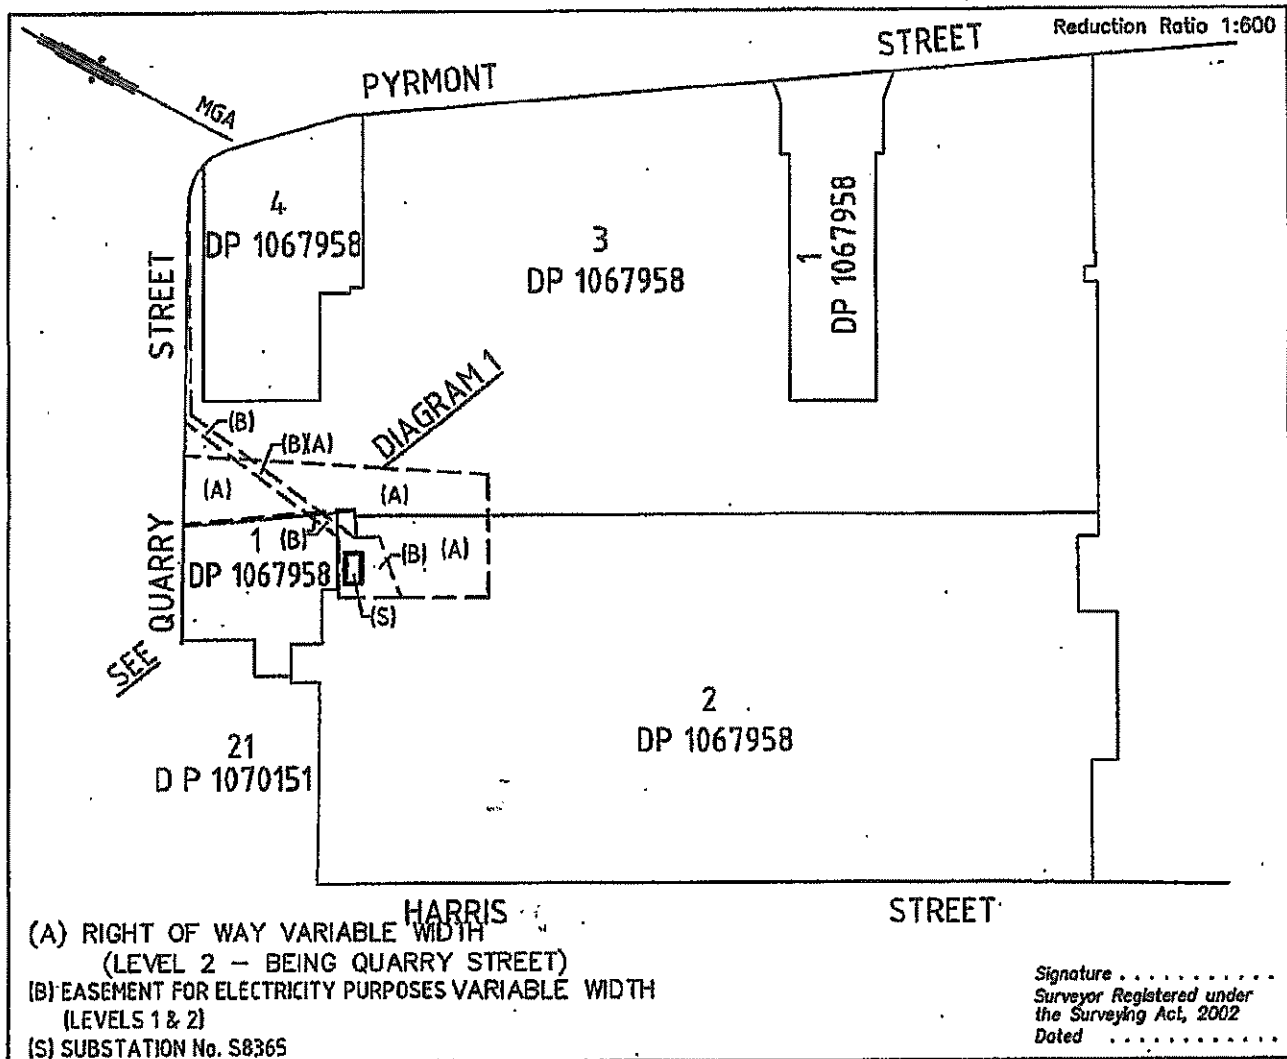 Reduction Ratio 1:600
PYRMONT STREET
MGA
4
DP 1067958
3
DP 1067958
1
DP 1067958
QUARRY STREET
DIAGRAM 1
SEE
(B)
(B)(A)
(A)
(A)
1 (B)
DP 1067958
(B) (A)
(S)
2
DP 1067958
21
D P 1070151
HARRIS STREET
(A) RIGHT OF WAY VARIABLE WIDTH
(LEVEL 2 - BEING QUARRY STREET)
(B) EASEMENT FOR ELECTRICITY PURPOSES VARIABLE WIDTH
(LEVELS 1 & 2)
(S) SUBSTATION No. S8365
Signature . . . . . . . . . . . .
Surveyor Registered under
the Surveying Act, 2002
Dated . . . . . . . . . . . . .